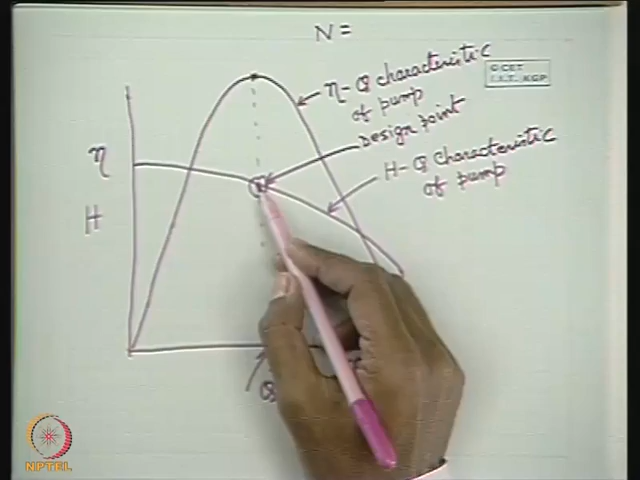 N =
© CET
I.I.T. KGP
η-Q characteristic
of pump
Design point
η
H-Q characteristic
of pump
H
Q
NPTEL